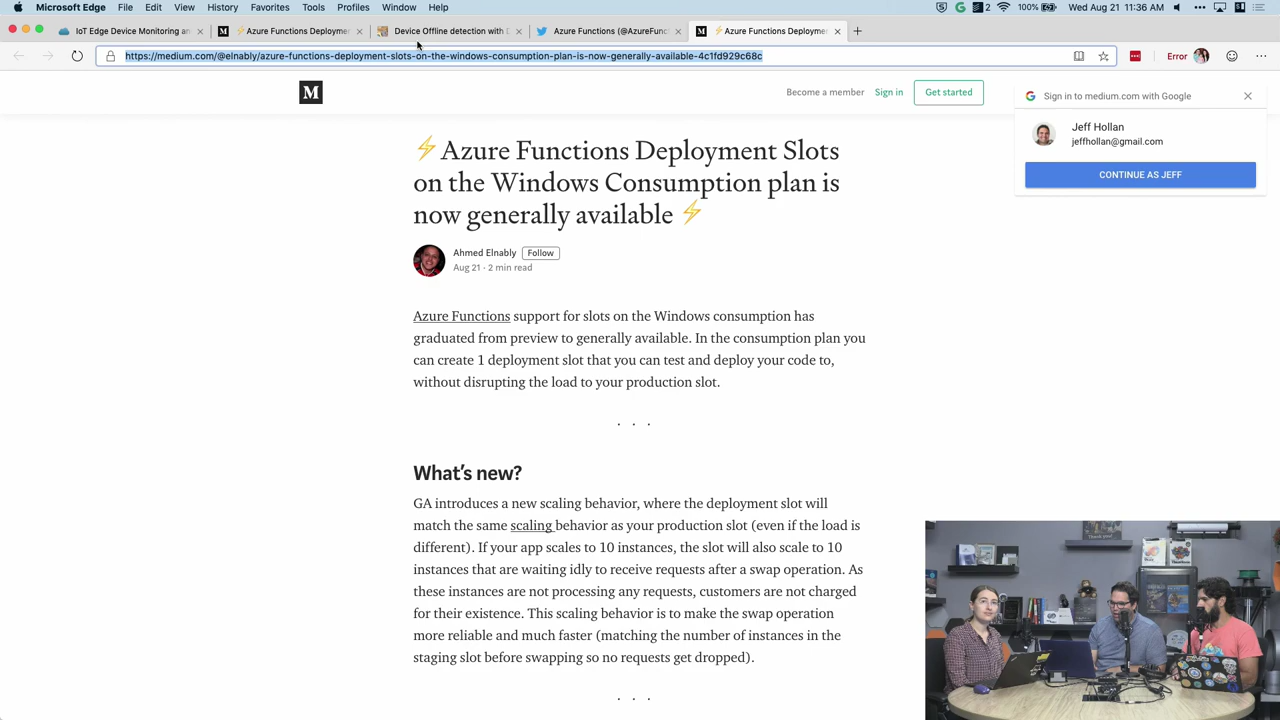 Microsoft Edge File Edit View History Favorites Tools Profiles Window Help 2 100% Wed Aug 21 11:36 AM
IoT Edge Device Monitoring an
⚡Azure Functions Deployme
Device Offline detection with D
Azure Functions (@AzureFunc
⚡Azure Functions Deployme
https://medium.com/@elnably/azure-functions-deployment-slots-on-the-windows-consumption-plan-is-now-generally-available-4c1fd929c68c
Error
M
Become a member Sign in Get started
Sign in to medium.com with Google
Jeff Hollan
jeffhollan@gmail.com
CONTINUE AS JEFF
⚡Azure Functions Deployment Slots
on the Windows Consumption plan is
now generally available ⚡
Ahmed Elnably Follow
Aug 21 · 2 min read
Azure Functions support for slots on the Windows consumption has
graduated from preview to generally available. In the consumption plan you
can create 1 deployment slot that you can test and deploy your code to,
without disrupting the load to your production slot.
. . .
What's new?
GA introduces a new scaling behavior, where the deployment slot will
match the same scaling behavior as your production slot (even if the load is
different). If your app scales to 10 instances, the slot will also scale to 10
instances that are waiting idly to receive requests after a swap operation. As
these instances are not processing any requests, customers are not charged
for their existence. This scaling behavior is to make the swap operation
more reliable and much faster (matching the number of instances in the
staging slot before swapping so no requests get dropped).
. . .